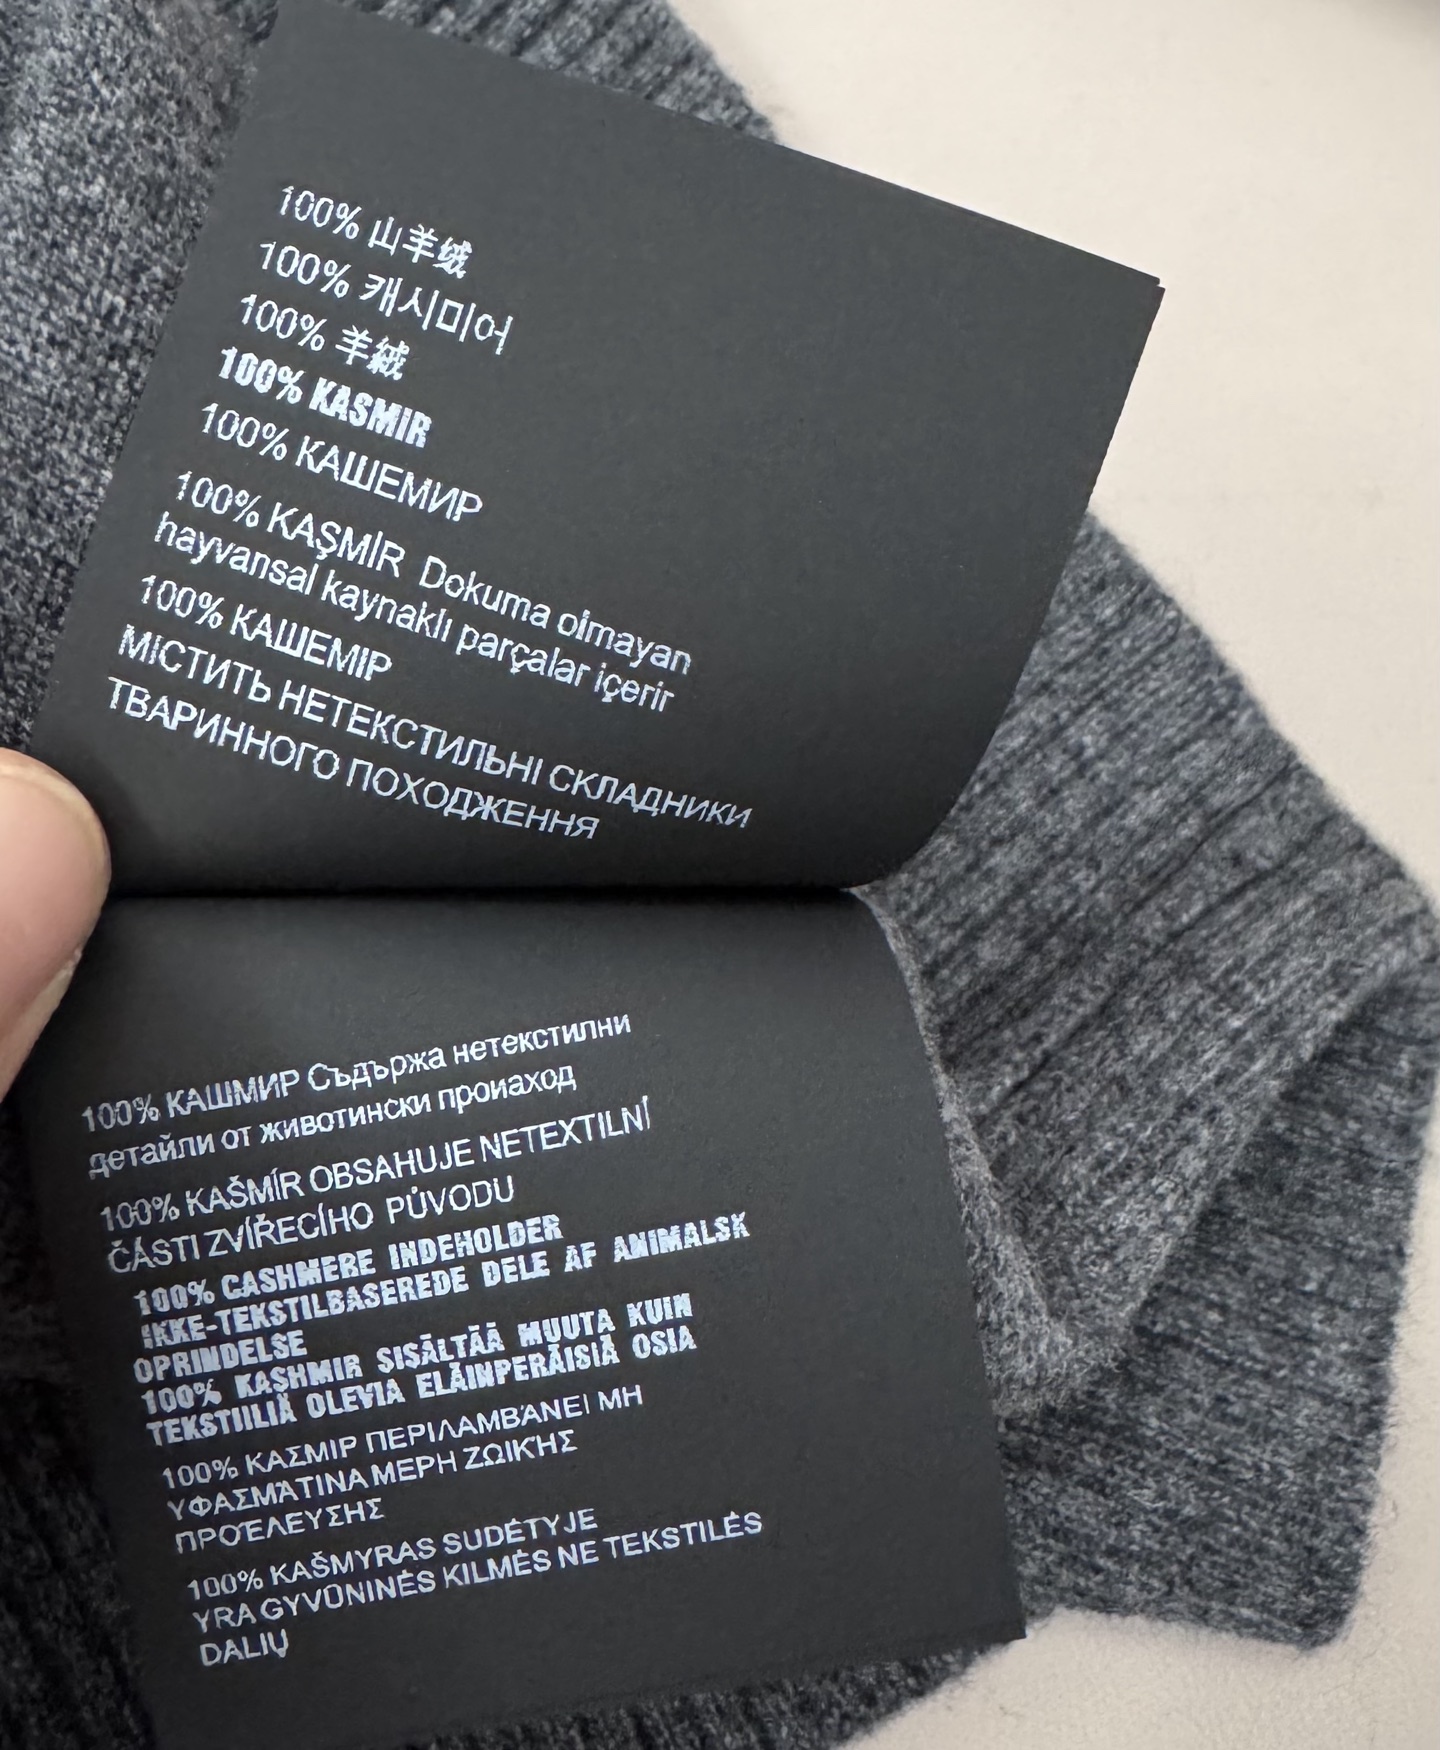 100% 山羊绒
100% 캐시미어
100% 羊絨
100% KASMIR
100% КАШЕМИР
100% KAŞMİR Dokuma olmayan
hayvansal kaynaklı parçalar içerir
100% КАШЕМІР
МІСТИТЬ НЕТЕКСТИЛЬНІ СКЛАДНИКИ
ТВАРИННОГО ПОХОДЖЕННЯ
100% КАШМИР Съдържа нетекстилни
детайли от животински проиаход
100% KAŠMÍR OBSAHUJE NETEXTILNÍ
ČÁSTI ZVÍŘECÍHO PŮVODU
100% CASHMERE INDEHOLDER
IKKE-TEKSTILBASEREDE DELE AF ANIMALSK
OPRINDELSE
100% KASHMIR SISÄLTÄÄ MUUTA KUIN
TEKSTIILIÄ OLEVIA ELÄINPERÄISIÄ OSIA
100% ΚΑΣΜΙΡ ΠΕΡΙΛΑΜΒΆΝΕΙ ΜΗ
ΥΦΑΣΜΆΤΙΝΑ ΜΕΡΗ ΖΩΙΚΉΣ
ΠΡΟΈΛΕΥΣΗΣ
100% KAŠMYRAS SUDĖTYJE
YRA GYVŪNINĖS KILMĖS NE TEKSTILĖS
DALIŲ